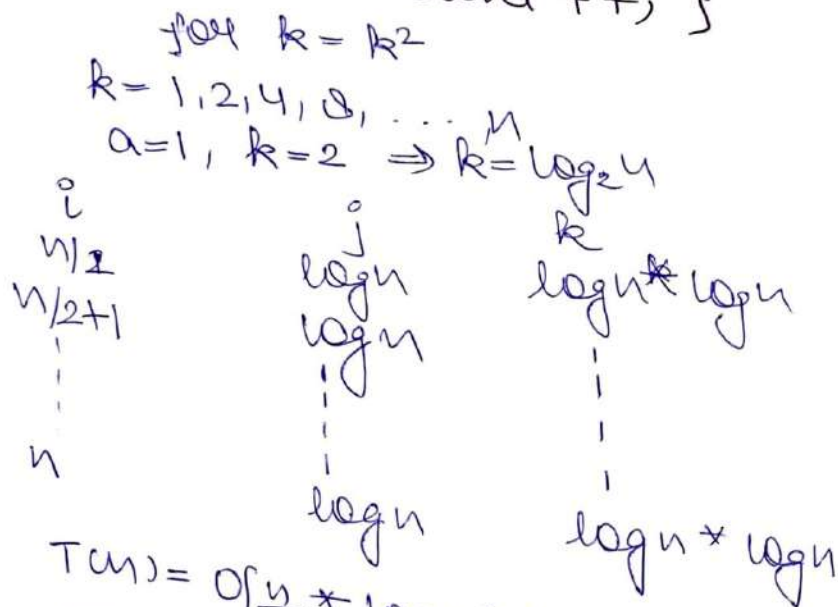 for k = k2
k = 1, 2, 4, 8, .... , n
a=1, k=2 ⇒ k = log₂n
i j k
n/2 logn logn * logn
n/2+1 logn
n logn logn * logn
T(n) = O(n *